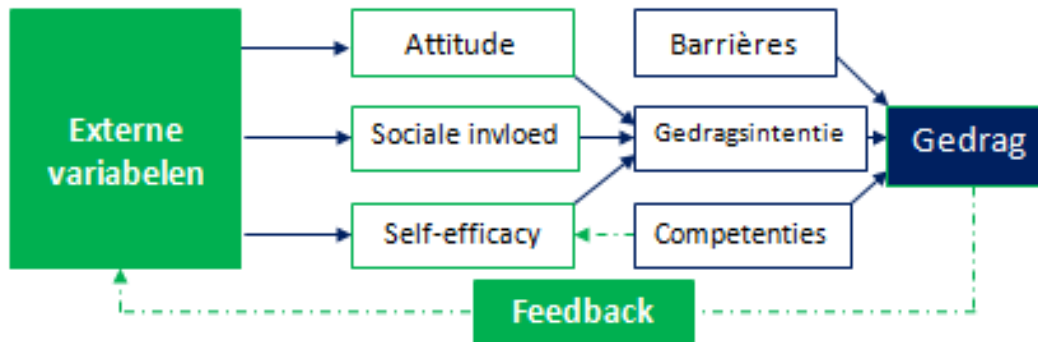 Externe
variabelen
Attitude
Sociale invloed
Self-efficacy
Barrières
Gedragsintentie
Competenties
Gedrag
Feedback